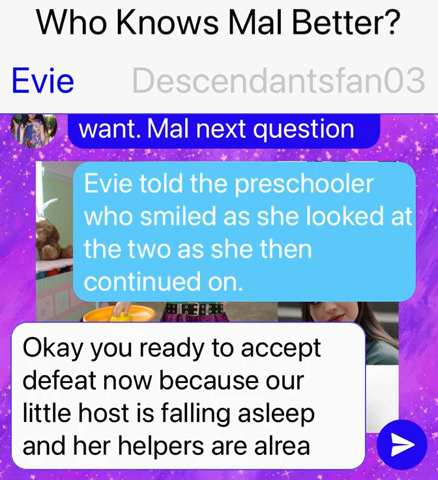 Who Knows Mal Better?
Evie Descendantsfan03
want. Mal next question
Evie told the preschooler
who smiled as she looked at
the two as she then
continued on.
Okay you ready to accept
defeat now because our
little host is falling asleep
and her helpers are alrea